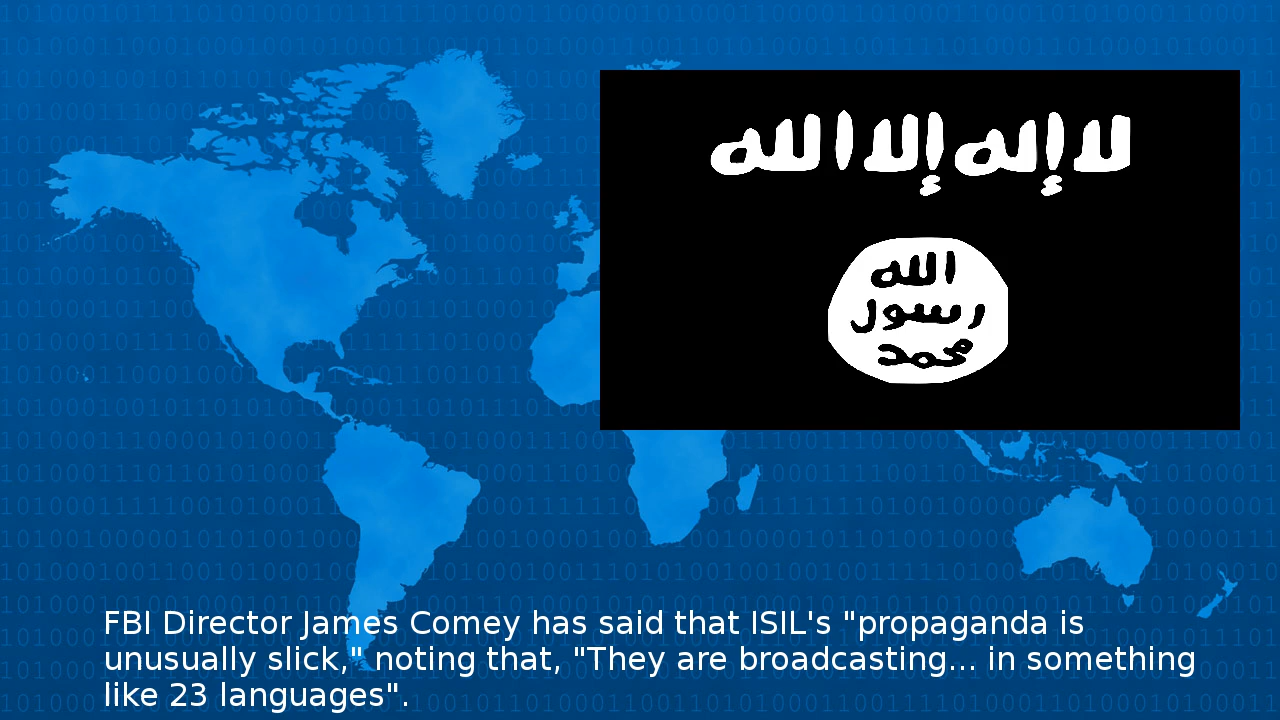 لا إله إلا الله
الله
رسول
محمد
FBI Director James Comey has said that ISIL's "propaganda is
unusually slick," noting that, "They are broadcasting... in something
like 23 languages".